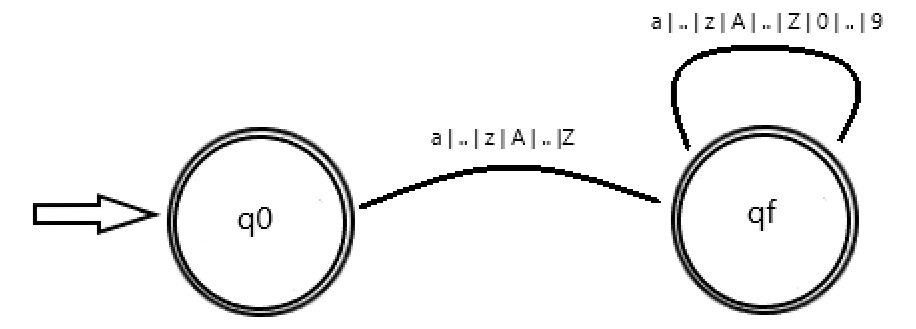 a | .. | z | A | .. | Z | 0 | .. | 9
a | .. | z | A | .. |Z
q0
qf